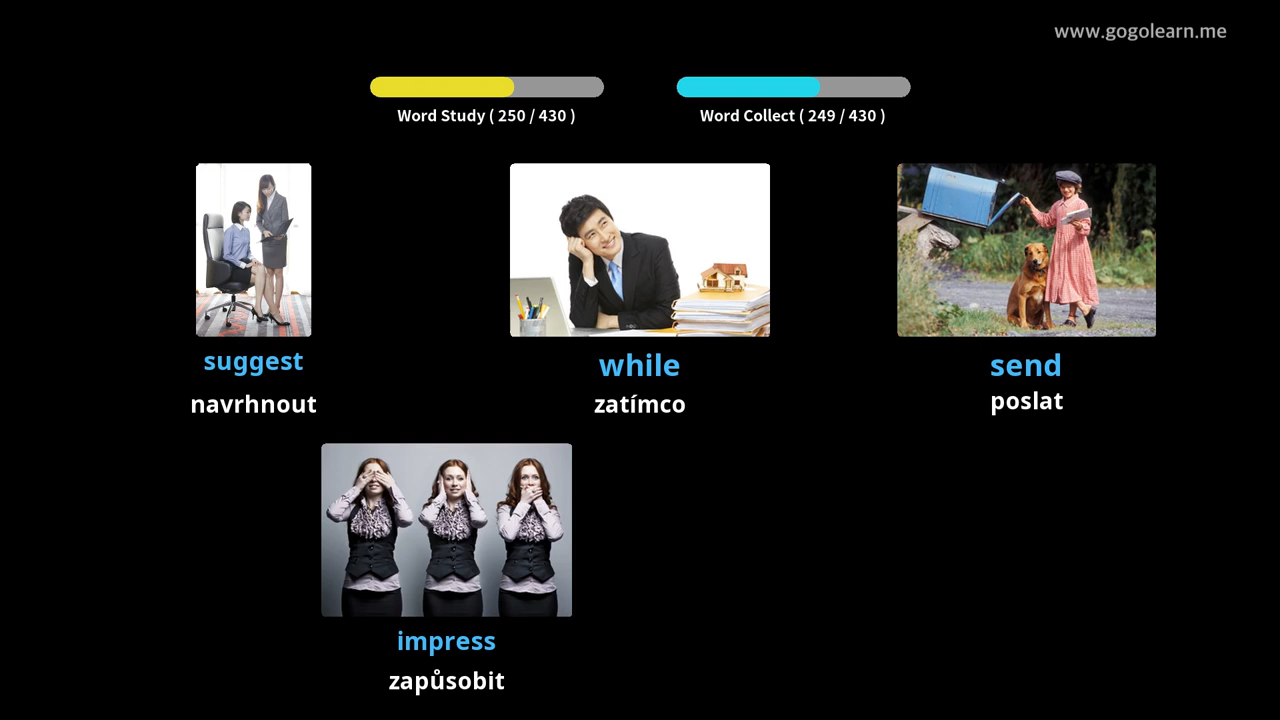 www.gogolearn.me
Word Study ( 250 / 430 )
Word Collect ( 249 / 430 )
suggest
navrhnout
while
zatímco
send
poslat
impress
zapůsobit